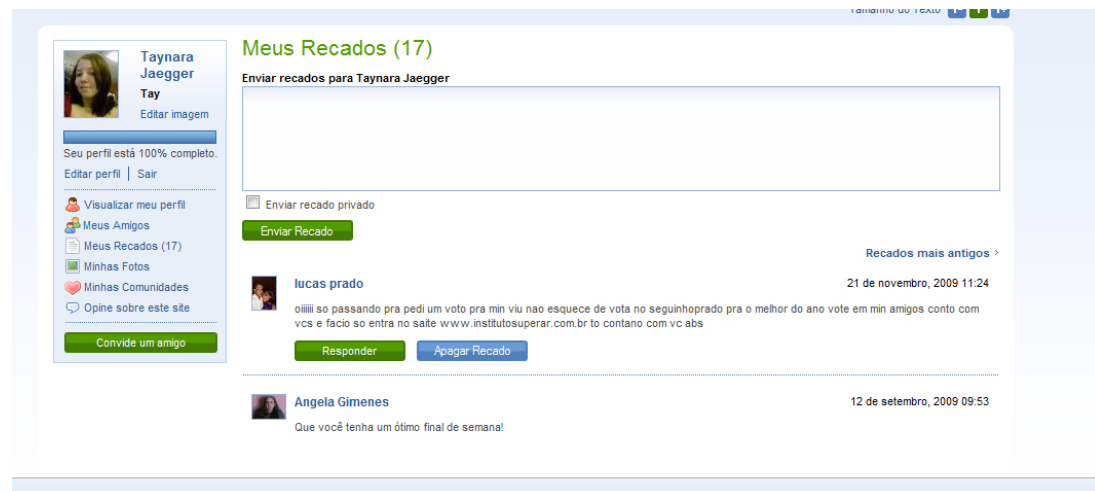 Tamanho do Texto
Taynara
Jaegger
Tay
Editar imagem
Seu perfil está 100% completo.
Editar perfil | Sair
Visualizar meu perfil
Meus Amigos
Meus Recados (17)
Minhas Fotos
Minhas Comunidades
Opine sobre este site
Convide um amigo
Meus Recados (17)
Enviar recados para Taynara Jaegger
Enviar recado privado
Enviar Recado
Recados mais antigos >
lucas prado
21 de novembro, 2009 11:24
oiiiii so passando pra pedi um voto pra min viu nao esquece de vota no seguinhoprado pra o melhor do ano vote em min amigos conto com
vcs e facio so entra no saite www.institutosuperar.com.br to contano com vc abs
Responder
Apagar Recado
Angela Gimenes
12 de setembro, 2009 09:53
Que você tenha um ótimo final de semana!